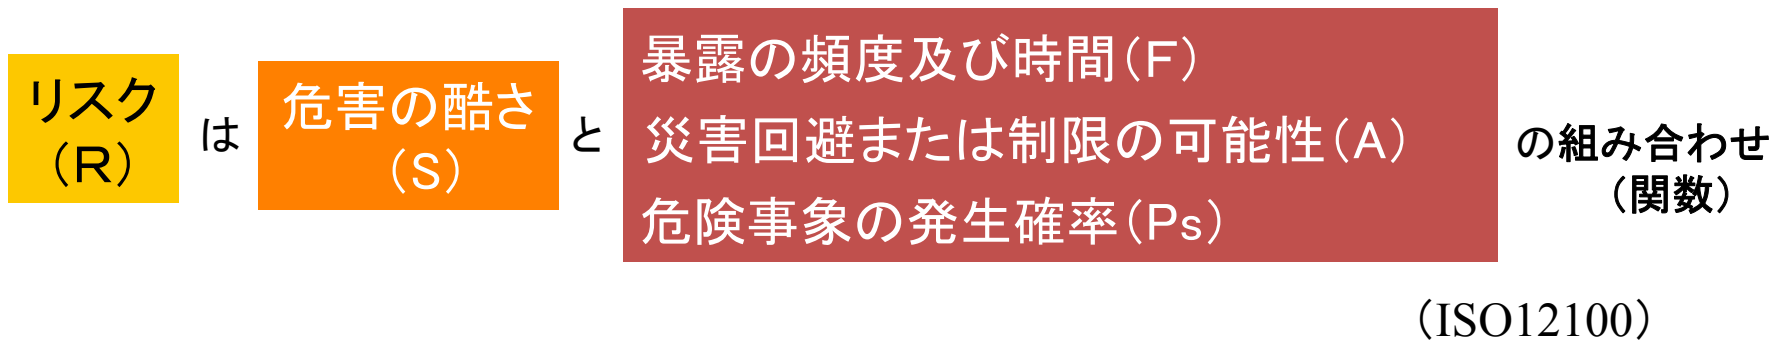 リスク
（R）
は
危害の酷さ
（S）
と
暴露の頻度及び時間（F）
災害回避または制限の可能性（A）
危険事象の発生確率（Ps）
の組み合わせ
（関数）
（ISO12100）